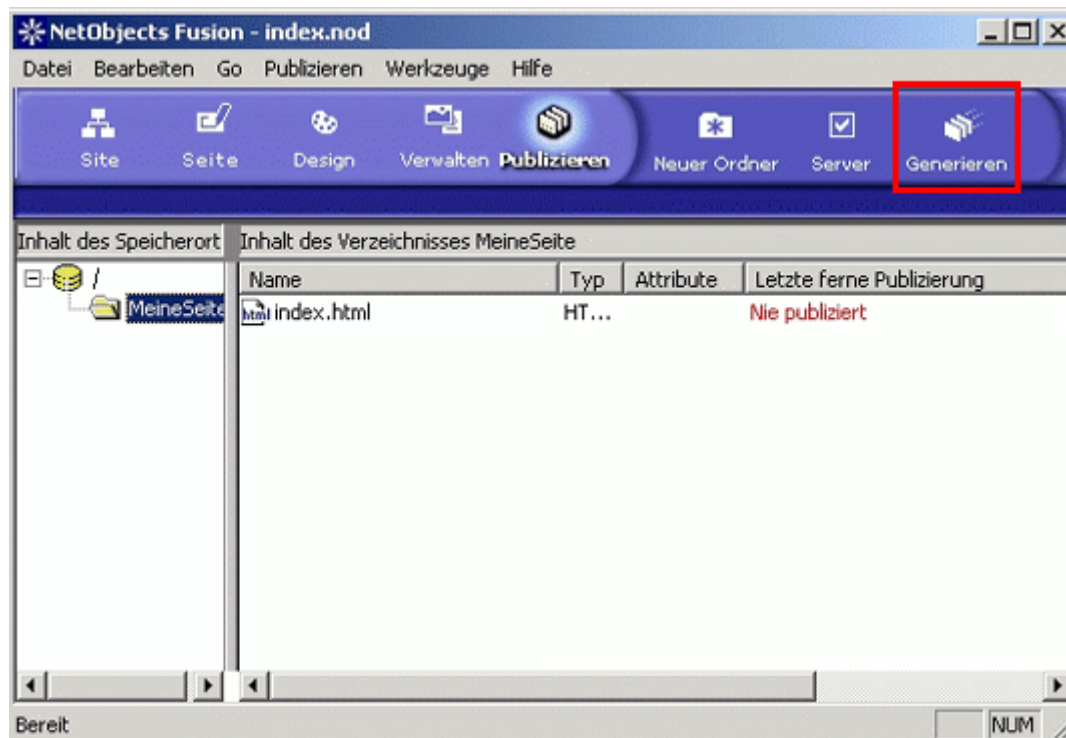 NetObjects Fusion - index.nod
Datei Bearbeiten Go Publizieren Werkzeuge Hilfe
Site Seite Design Verwalten Publizieren Neuer Ordner Server Generieren
Inhalt des Speicherort Inhalt des Verzeichnisses MeineSeite
/ Name Typ Attribute Letzte ferne Publizierung
MeineSeite html index.html HT... Nie publiziert
Bereit NUM